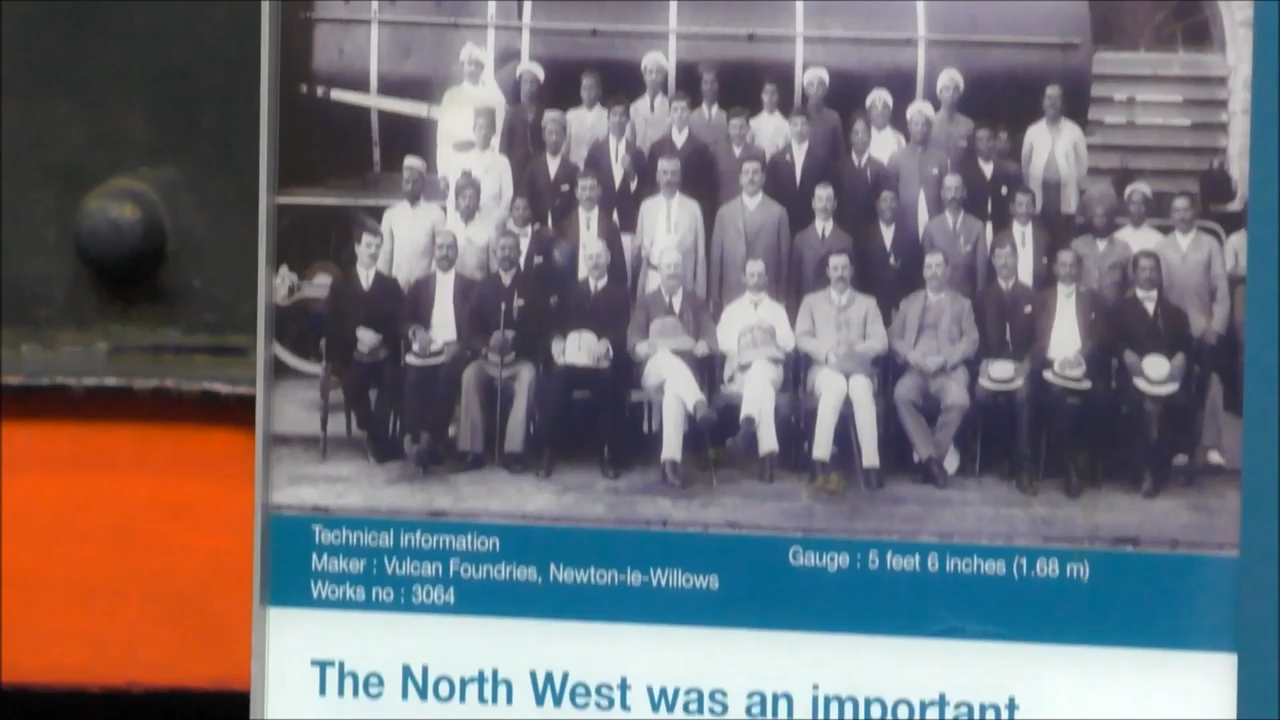 Technical information
Maker : Vulcan Foundries, Newton-le-Willows
Works no : 3064
Gauge : 5 feet 6 inches (1.68 m)
The North West was an important